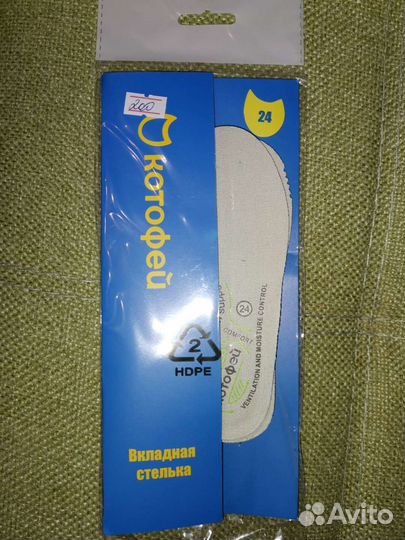 200
24
котофей
2
HDPE
Вкладная
стелька
24
COMFORT
котофей
VENTILATION AND MOISTURE CONTROL
Avito